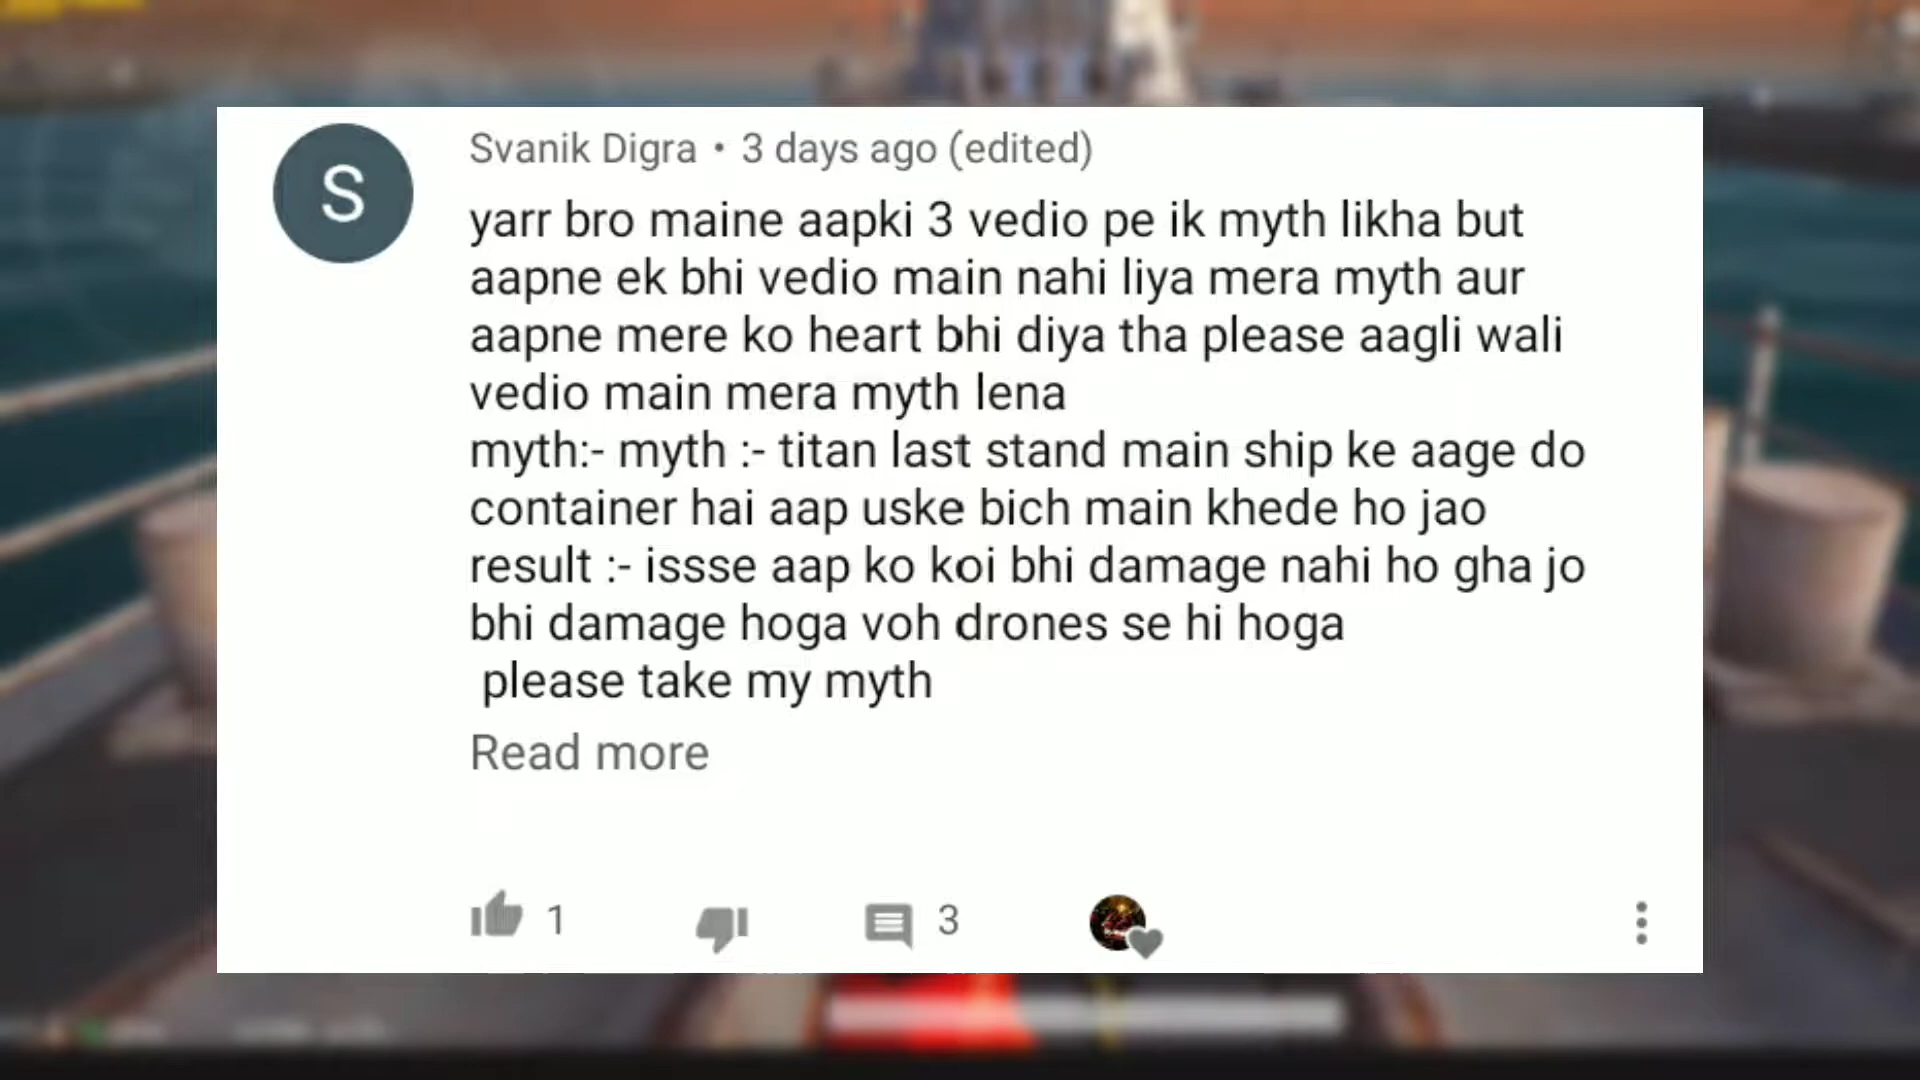 S
Svanik Digra • 3 days ago (edited)
yarr bro maine aapki 3 vedio pe ik myth likha but
aapne ek bhi vedio main nahi liya mera myth aur
aapne mere ko heart bhi diya tha please aagli wali
vedio main mera myth lena
myth:- myth :- titan last stand main ship ke aage do
container hai aap uske bich main khede ho jao
result :- issse aap ko koi bhi damage nahi ho gha jo
bhi damage hoga voh drones se hi hoga
please take my myth
Read more
1
3